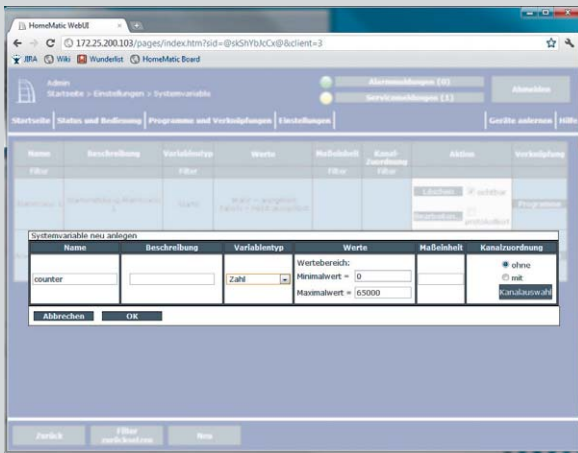 HomeMatic WebUI
172.25.200.103/pages/index.htm?sid=@skShYbJcCx@&client=3
JIRA Wiki Wunderlist HomeMatic Board
Admin
Startseite > Einstellungen > Systemvariable
Alarmmeldungen (0)
Servicemeldungen (1)
Abmelden
Startseite Status und Bedienung Programme und Verknüpfungen Einstellungen Geräte anlernen Hilfe
Name Beschreibung Variablentyp Werte Maßeinheit Kanal-Zuordnung Aktion Verknüpfung
Filter Filter Filter Filter
Löschen sichtbar
Programme
protokolliert
Systemvariable neu anlegen
Name Beschreibung Variablentyp Werte Maßeinheit Kanalzuordnung
Wertebereich:
ohne
counter Zahl Minimalwert = 0
mit
Maximalwert = 65000 Kanalauswahl
Abbrechen OK
Zurück Filter zurücksetzen Neu